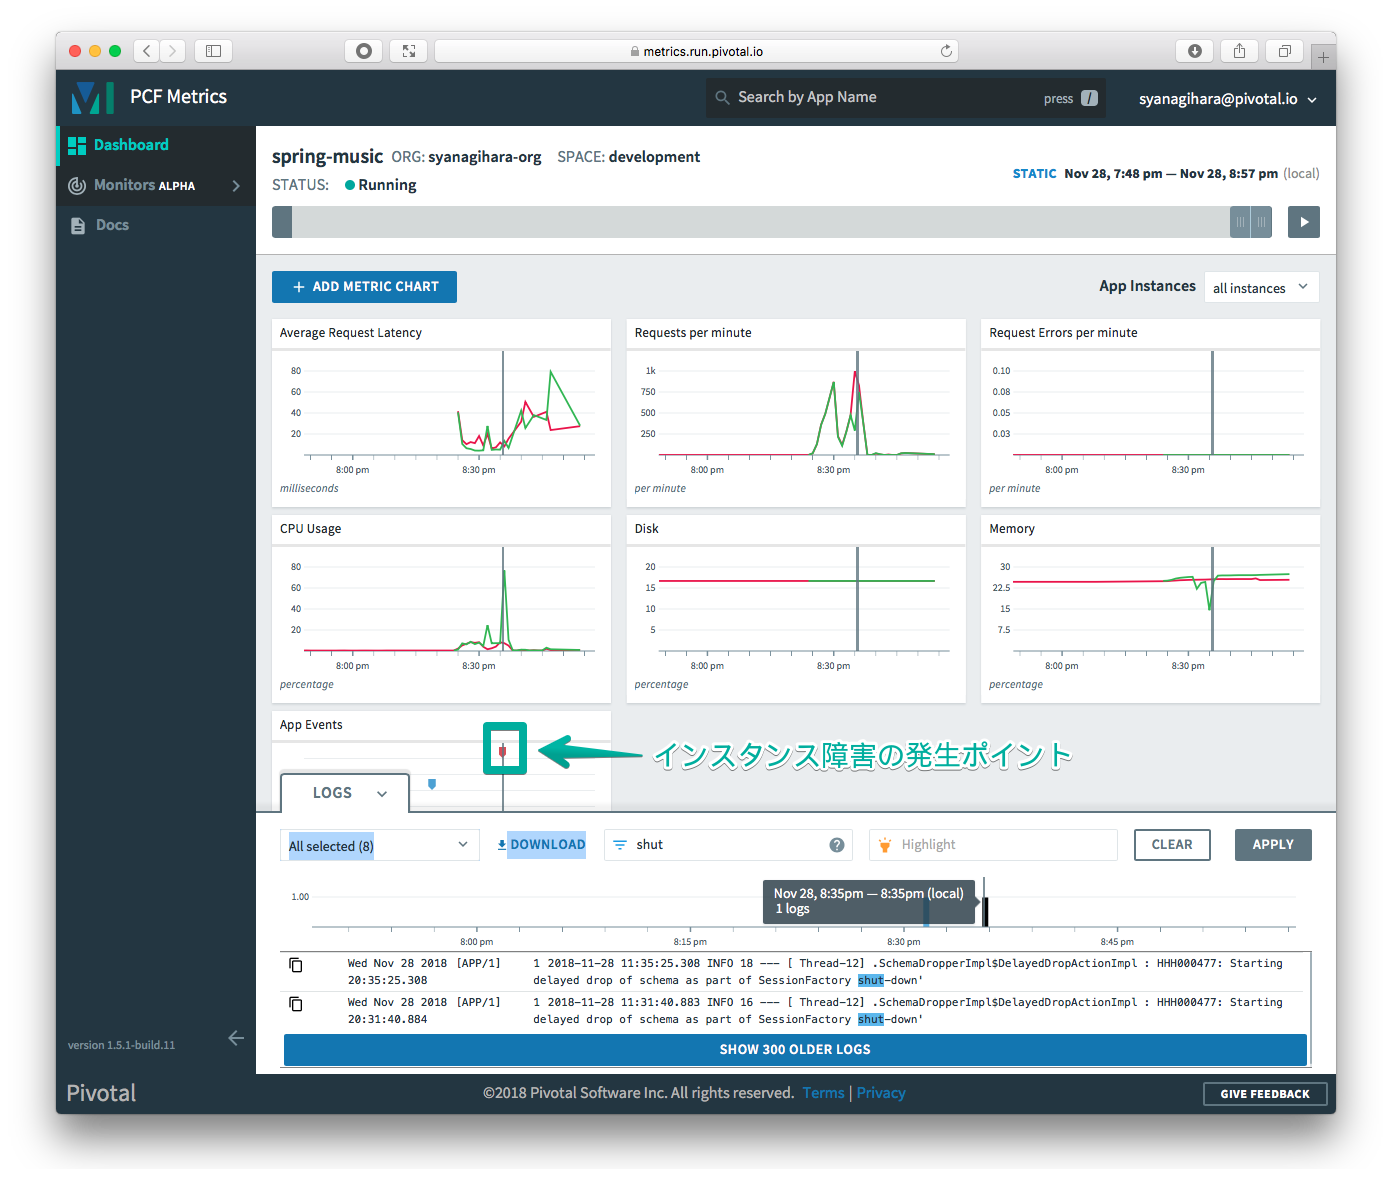 metrics.run.pivotal.io
PCF Metrics
Search by App Name
press /
syanagihara@pivotal.io
Dashboard
Monitors ALPHA
Docs
spring-music ORG: syanagihara-org SPACE: development
STATUS: Running
STATIC Nov 28, 7:48 pm — Nov 28, 8:57 pm (local)
+ ADD METRIC CHART
App Instances all instances
Average Request Latency
80
60
40
20
8:00 pm 8:30 pm
milliseconds
Requests per minute
1k
750
500
250
8:00 pm 8:30 pm
per minute
Request Errors per minute
0.10
0.08
0.05
0.03
8:00 pm 8:30 pm
per minute
CPU Usage
80
60
40
20
8:00 pm 8:30 pm
percentage
Disk
20
15
10
5
8:00 pm 8:30 pm
percentage
Memory
30
22.5
15
7.5
8:00 pm 8:30 pm
percentage
App Events
インスタンス障害の発生ポイント
LOGS
All selected (8)
DOWNLOAD
shut
?
Highlight
CLEAR
APPLY
Nov 28, 8:35pm — 8:35pm (local)
1 logs
1.00
8:00 pm 8:15 pm 8:30 pm 8:45 pm
Wed Nov 28 2018 [APP/1] 1 2018-11-28 11:35:25.308 INFO 18 --- [ Thread-12] .SchemaDropperImpl$DelayedDropActionImpl : HHH000477: Starting
20:35:25.308 delayed drop of schema as part of SessionFactory shut-down'
Wed Nov 28 2018 [APP/1] 1 2018-11-28 11:31:40.883 INFO 16 --- [ Thread-12] .SchemaDropperImpl$DelayedDropActionImpl : HHH000477: Starting
20:31:40.884 delayed drop of schema as part of SessionFactory shut-down'
SHOW 300 OLDER LOGS
version 1.5.1-build.11
Pivotal
©2018 Pivotal Software Inc. All rights reserved. Terms | Privacy
GIVE FEEDBACK